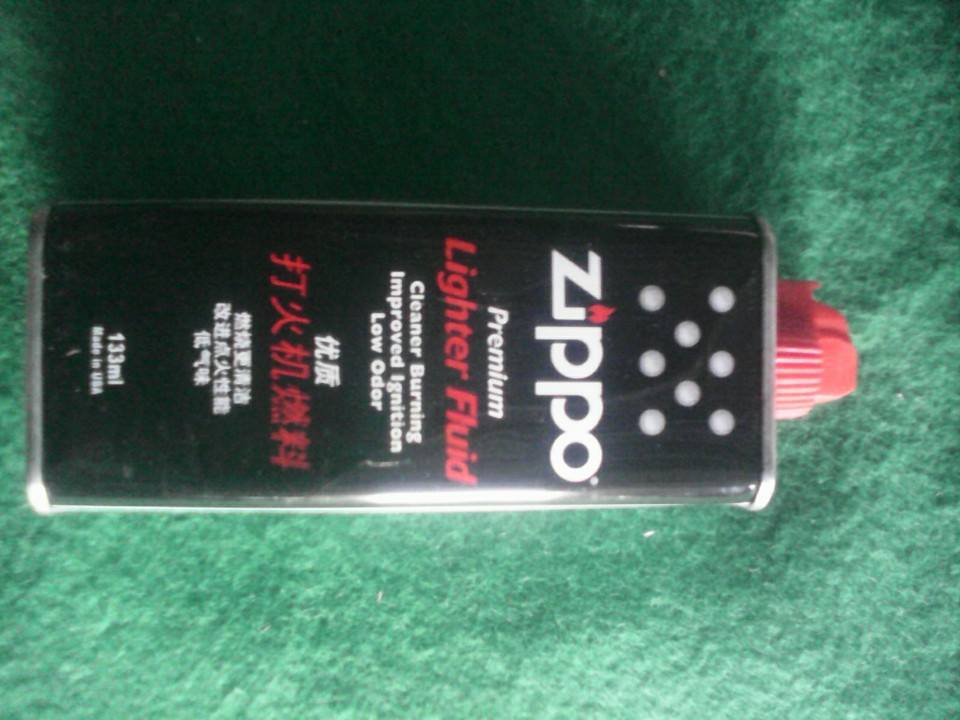 Zippo
Premium
Lighter Fluid
Cleaner Burning
Improved Ignition
Low Odor
优质
打火机燃料
燃烧更清洁
改进点火性能
低气味
133ml
Made in USA